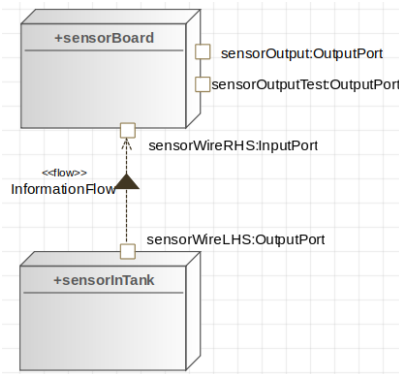 +sensorBoard
sensorOutput:OutputPort
sensorOutputTest:OutputPort
sensorWireRHS:InputPort
<<flow>>
InformationFlow
sensorWireLHS:OutputPort
+sensorInTank